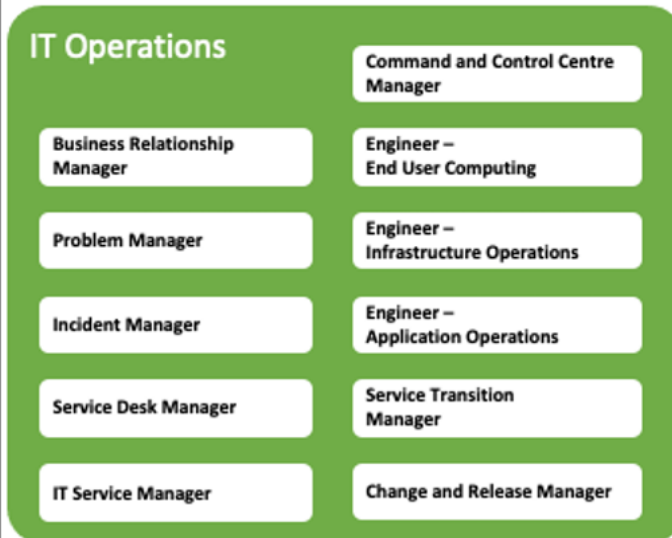 IT Operations
Command and Control Centre
Manager
Business Relationship
Manager
Engineer –
End User Computing
Problem Manager
Engineer –
Infrastructure Operations
Incident Manager
Engineer –
Application Operations
Service Desk Manager
Service Transition
Manager
IT Service Manager
Change and Release Manager